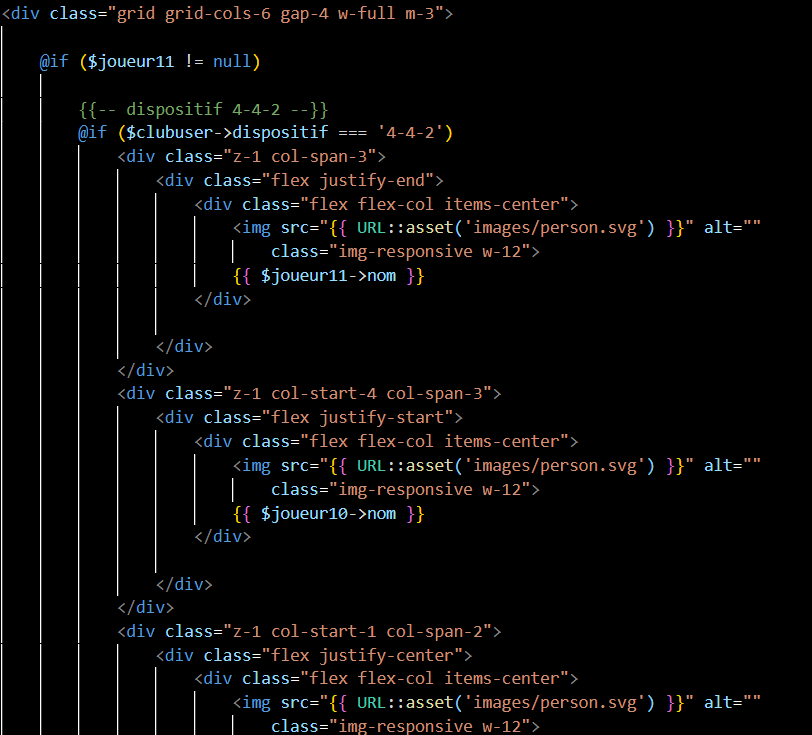 <div class="grid grid-cols-6 gap-4 w-full m-3">
@if ($joueur11 != null)
{{-- dispositif 4-4-2 --}}
@if ($clubuser->dispositif === '4-4-2')
<div class="z-1 col-span-3">
<div class="flex justify-end">
<div class="flex flex-col items-center">
<img src="{{ URL::asset('images/person.svg') }}" alt=""
class="img-responsive w-12">
{{ $joueur11->nom }}
</div>
</div>
</div>
<div class="z-1 col-start-4 col-span-3">
<div class="flex justify-start">
<div class="flex flex-col items-center">
<img src="{{ URL::asset('images/person.svg') }}" alt=""
class="img-responsive w-12">
{{ $joueur10->nom }}
</div>
</div>
</div>
<div class="z-1 col-start-1 col-span-2">
<div class="flex justify-center">
<div class="flex flex-col items-center">
<img src="{{ URL::asset('images/person.svg') }}" alt=""
class="img-responsive w-12">